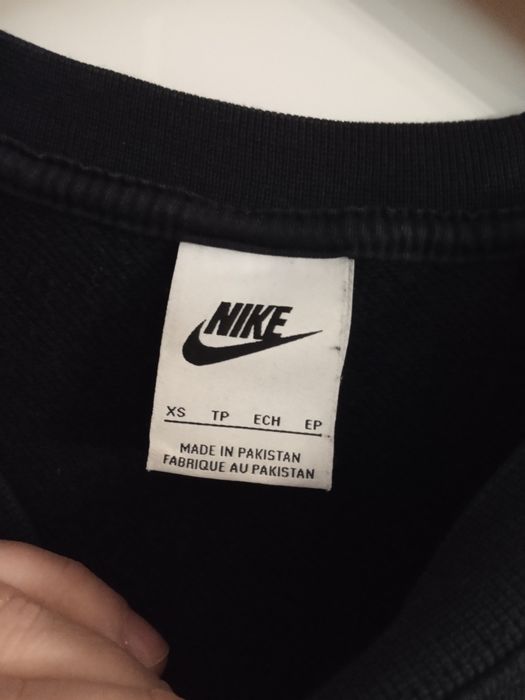 NIKE
XS TP ECH EP
MADE IN PAKISTAN
FABRIQUE AU PAKISTAN